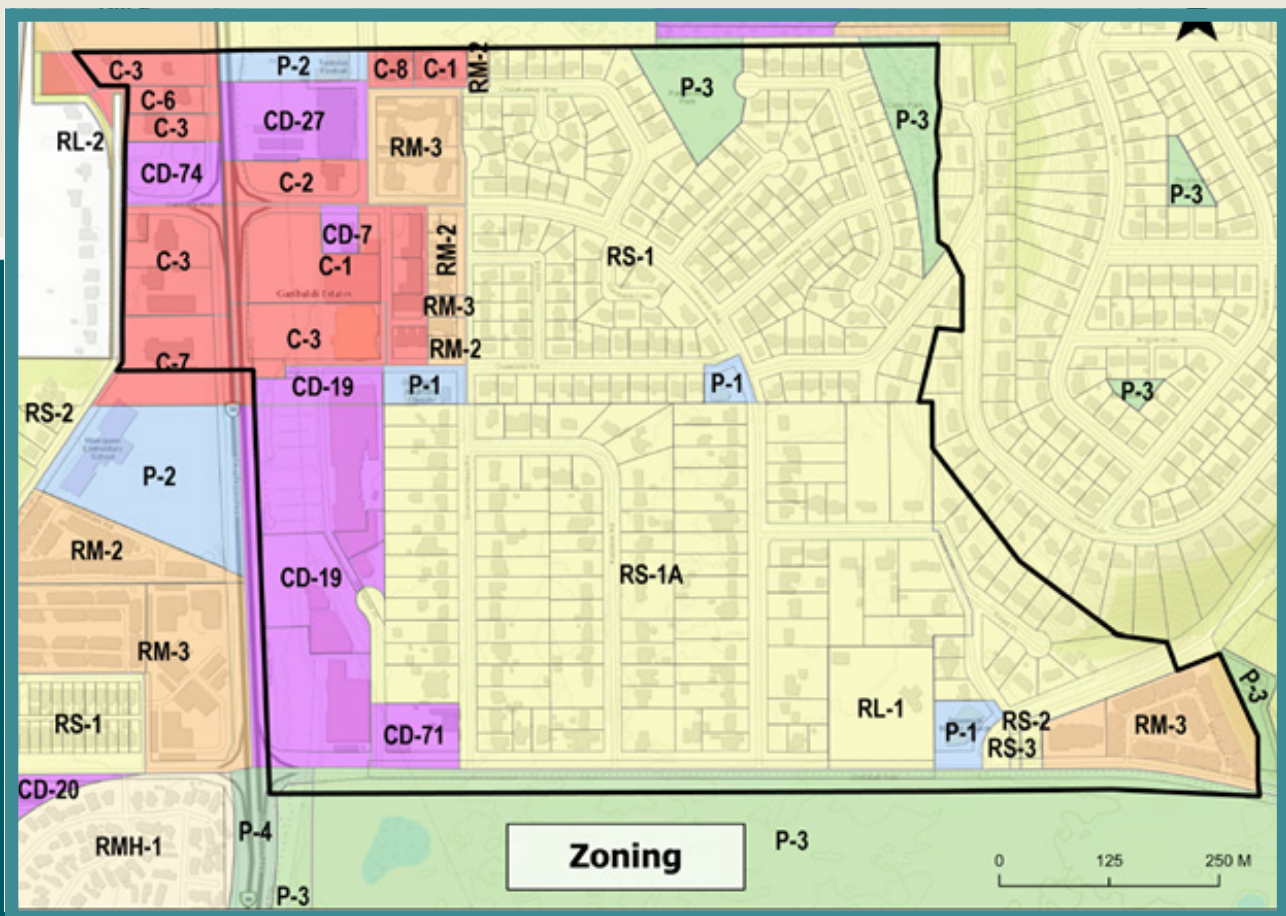 C-3
P-2
C-8
C-1
RM-2
P-3
P-3
C-6
C-3
CD-27
RL-2
RM-3
CD-74
C-2
P-3
CD-7
C-3
C-1
RM-2
RS-1
Garibaldi Estates
RM-3
C-3
RM-2
C-7
CD-19
P-1
P-1
P-3
RS-2
P-2
RM-2
CD-19
RS-1A
RM-3
RL-1
RS-1
CD-71
P-1
RS-2
RS-3
RM-3
P-3
CD-20
RMH-1
P-4
P-3
Zoning
P-3
0 125 250 M